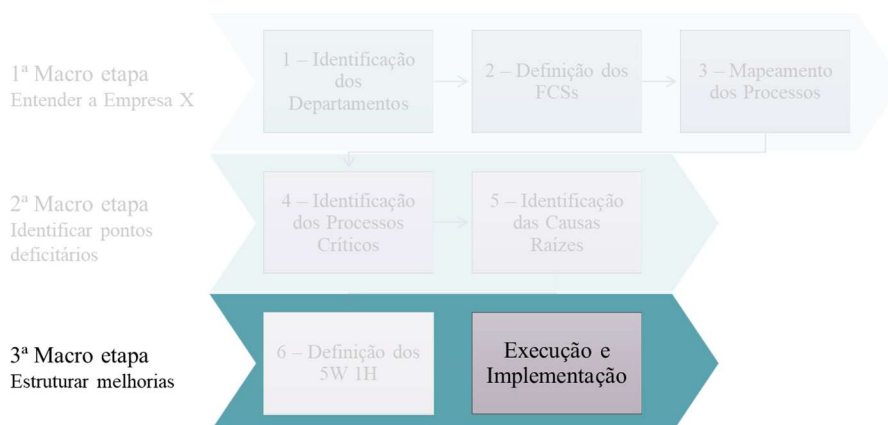 1ª Macro etapa
Entender a Empresa X
1 – Identificação
dos
Departamentos
2 – Definição dos
FCSs
3 – Mapeamento
dos Processos
2ª Macro etapa
Identificar pontos
deficitários
4 – Identificação
dos Processos
Críticos
5 – Identificação
das Causas
Raízes
3ª Macro etapa
Estruturar melhorias
6 – Definição dos
5W 1H
Execução e
Implementação